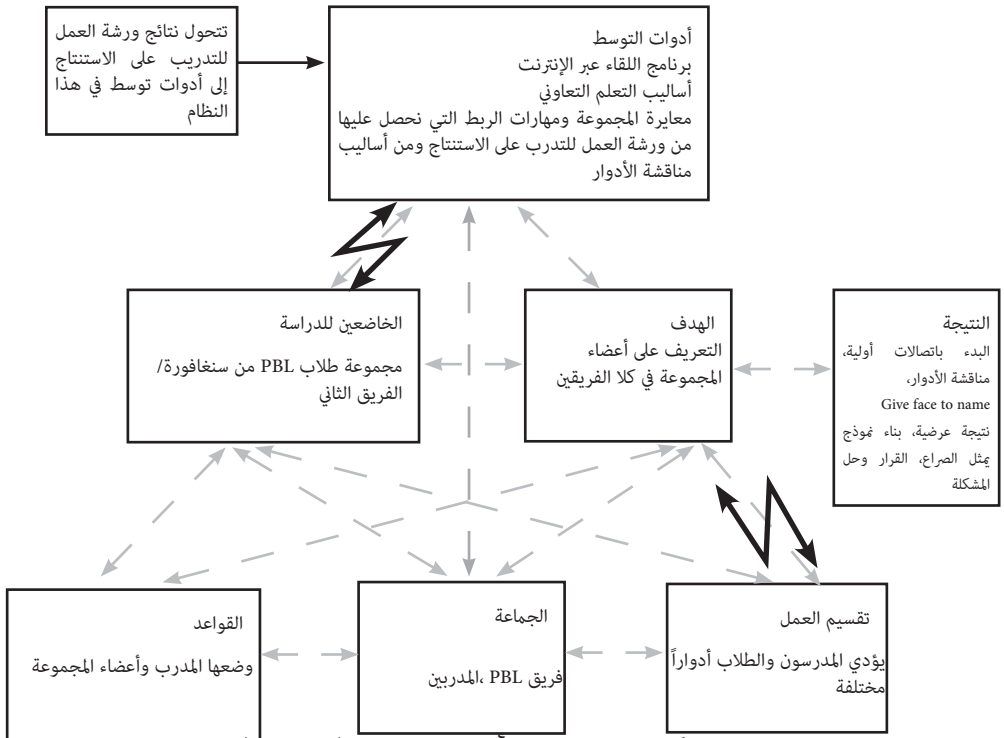 تتحول نتائج ورشة العمل
للتدريب على الاستنتاج
إلى أدوات توسط في هذا
النظام
أدوات التوسط
برنامج اللقاء عبر الإنترنت
أساليب التعلم التعاوني
معايرة المجموعة ومهارات الربط التي نحصل عليها
من ورشة العمل للتدرب على الاستنتاج ومن أساليب
مناقشة الأدوار
الخاضعين للدراسة
مجموعة طلاب PBL من سنغافورة/
الفريق الثاني
الهدف
التعريف على أعضاء
المجموعة في كلا الفريقين
النتيجة
البدء باتصالات أولية،
مناقشة الأدوار،
Give face to name
نتيجة عرضية، بناء نموذج
يمثل الصراع، القرار وحل
المشكلة
القواعد
وضعها المدرب وأعضاء المجموعة
الجماعة
فريق PBL ،المدربين
تقسيم العمل
يؤدي المدرسون والطلاب أدواراً
مختلفة